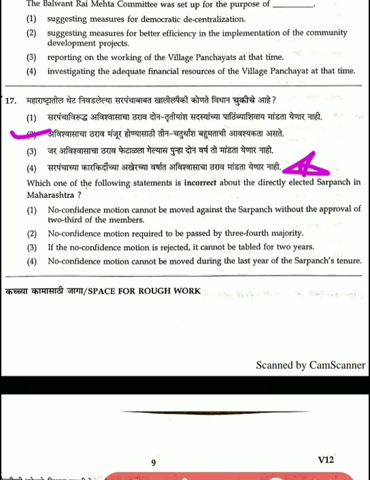 The Balwant Rai Mehta Committee was set up for the purpose of __________.
(1) suggesting measures for democratic de-centralization.
(2) suggesting measures for better efficiency in the implementation of the community
development projects.
(3) reporting on the working of the Village Panchayats at that time.
(4) investigating the adequate financial resources of the Village Panchayat at that time.
17. महाराष्ट्रातील थेट निवडलेल्या सरपंचाबाबत खालीलपैकी कोणते विधान चुकीचे आहे ?
(1) सरपंचाविरूद्ध अविश्वासाचा ठराव दोन-तृतीयांश सदस्यांच्या पाठिंब्याशिवाय मांडता येणार नाही.
(2) अविश्वासाचा ठराव मंजूर होण्यासाठी तीन-चतुर्थांश बहुमताची आवश्यकता असते.
(3) जर अविश्वासाचा ठराव फेटाळला गेल्यास पुन्हा दोन वर्ष तो मांडता येणार नाही.
(4) सरपंचाच्या कारकिर्दीच्या अखेरच्या वर्षात अविश्वासाचा ठराव मांडता येणार नाही.
Which one of the following statements is incorrect about the directly elected Sarpanch in
Maharashtra ?
(1) No-confidence motion cannot be moved against the Sarpanch without the approval of
two-third of the members.
(2) No-confidence motion required to be passed by three-fourth majority.
(3) If the no-confidence motion is rejected, it cannot be tabled for two years.
(4) No-confidence motion cannot be moved during the last year of the Sarpanch's tenure.
कच्च्या कामासाठी जागा/SPACE FOR ROUGH WORK
Scanned by CamScanner
9 V12